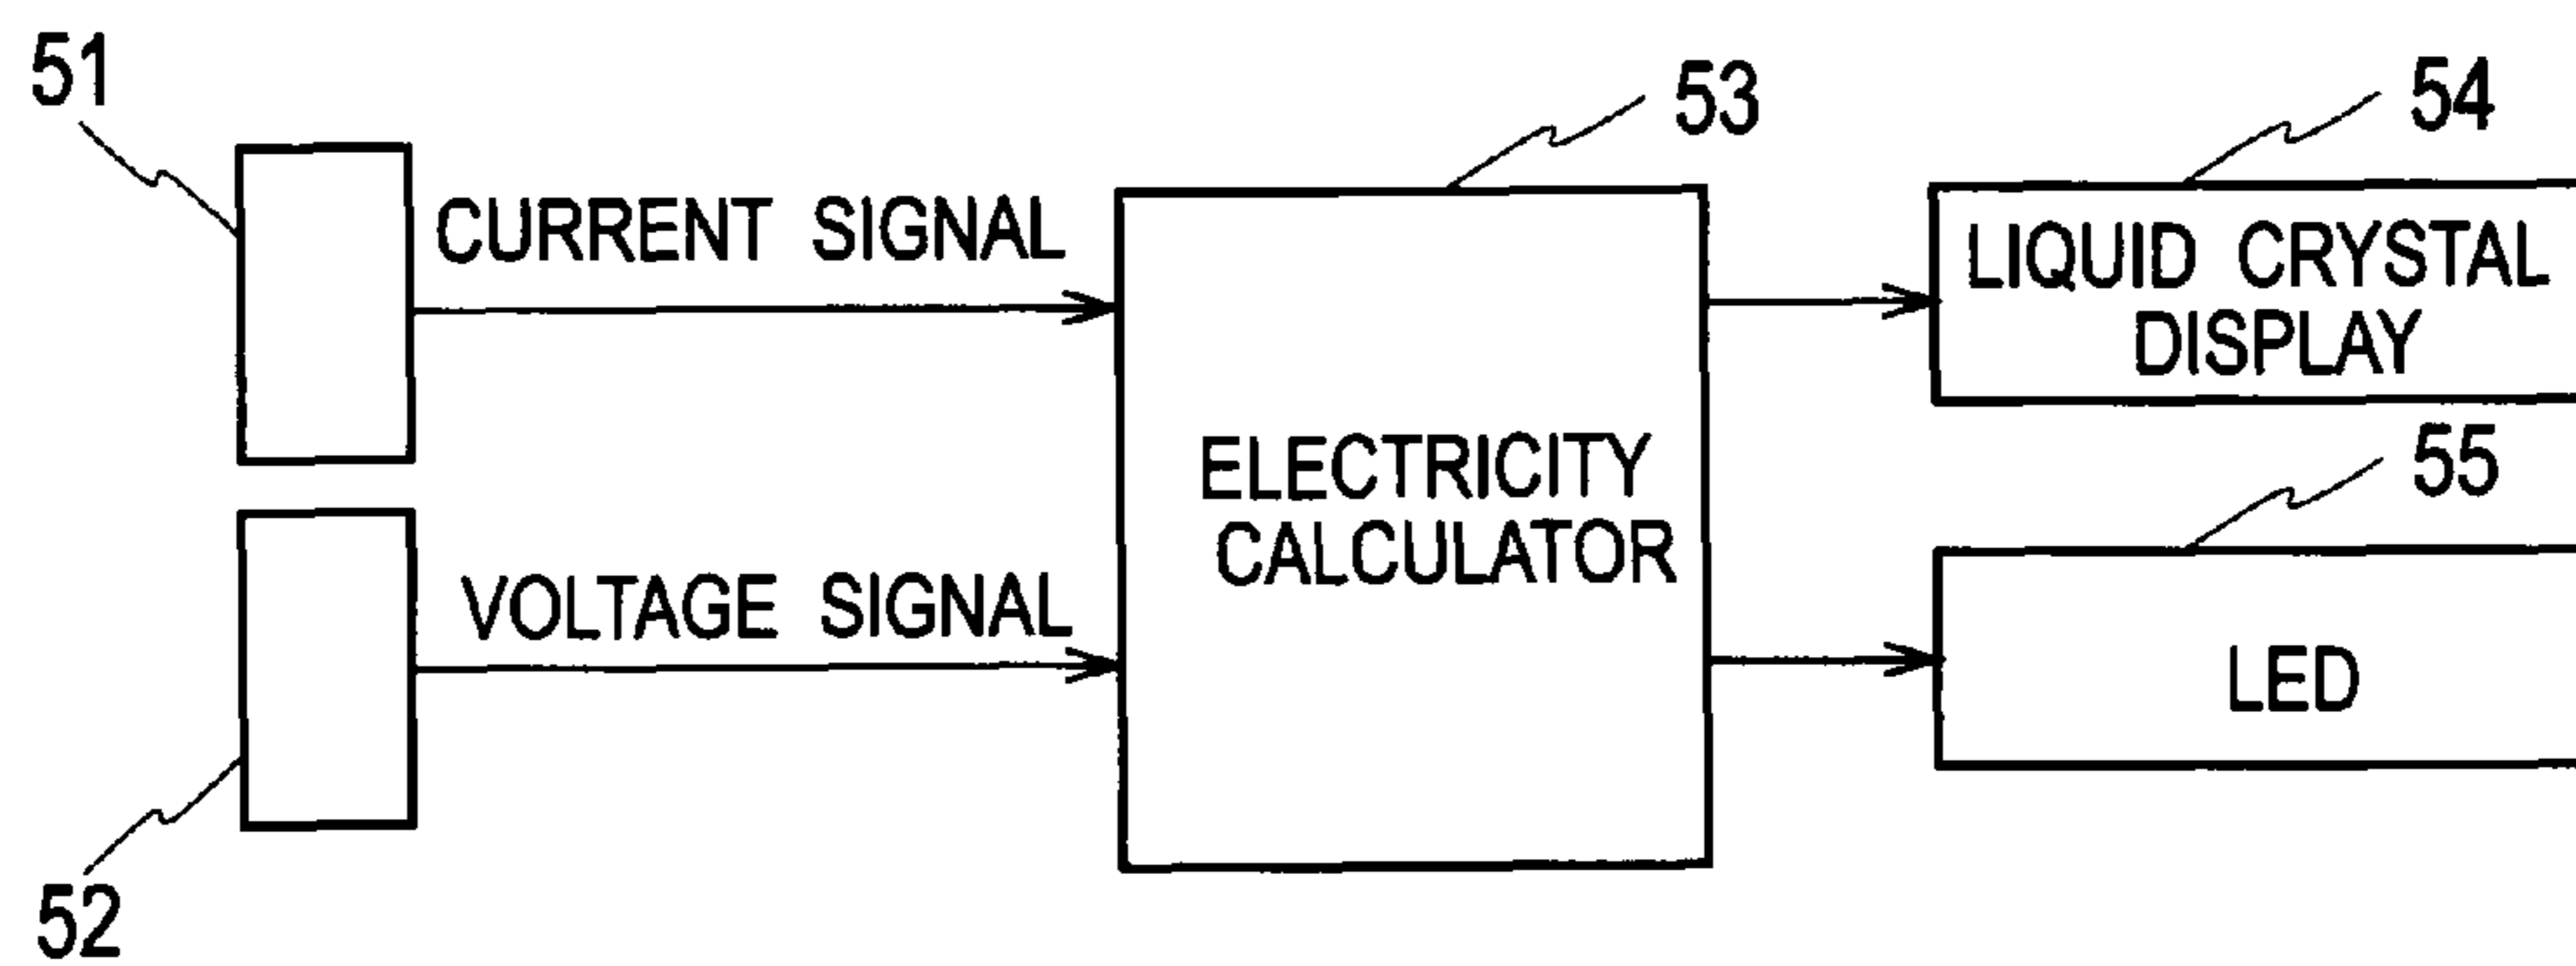 51
53
54
CURRENT SIGNAL
LIQUID CRYSTAL
DISPLAY
ELECTRICITY
CALCULATOR
55
VOLTAGE SIGNAL
LED
52